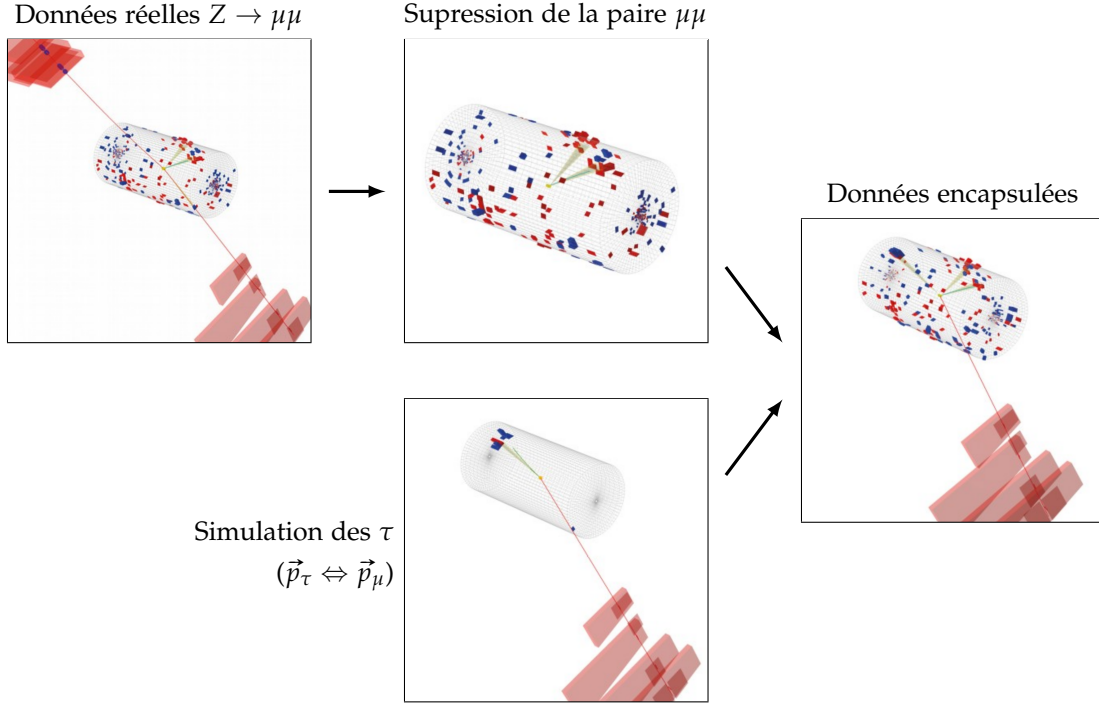 Données réelles Z → μμ
Supression de la paire μμ
Données encapsulées
Simulation des τ
(p⃗τ ⇔ p⃗μ)